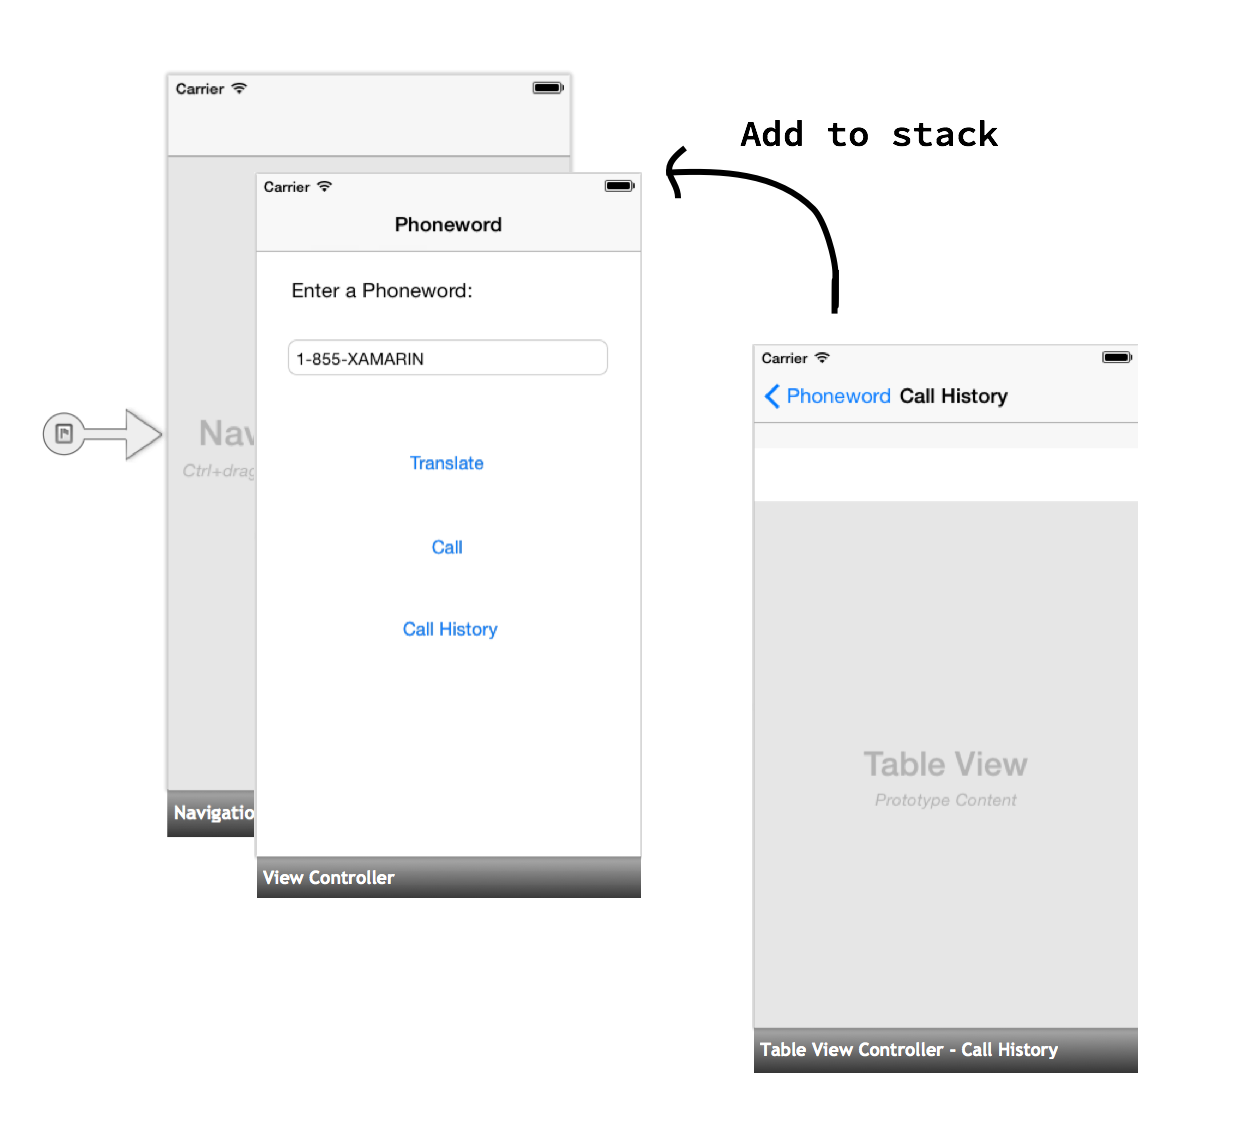 Carrier
Add to stack
Carrier
Phoneword
Enter a Phoneword:
1-855-XAMARIN
Translate
Call
Call History
Nav
Ctrl+drag
Navigatio
View Controller
Carrier
Phoneword Call History
Table View
Prototype Content
Table View Controller - Call History